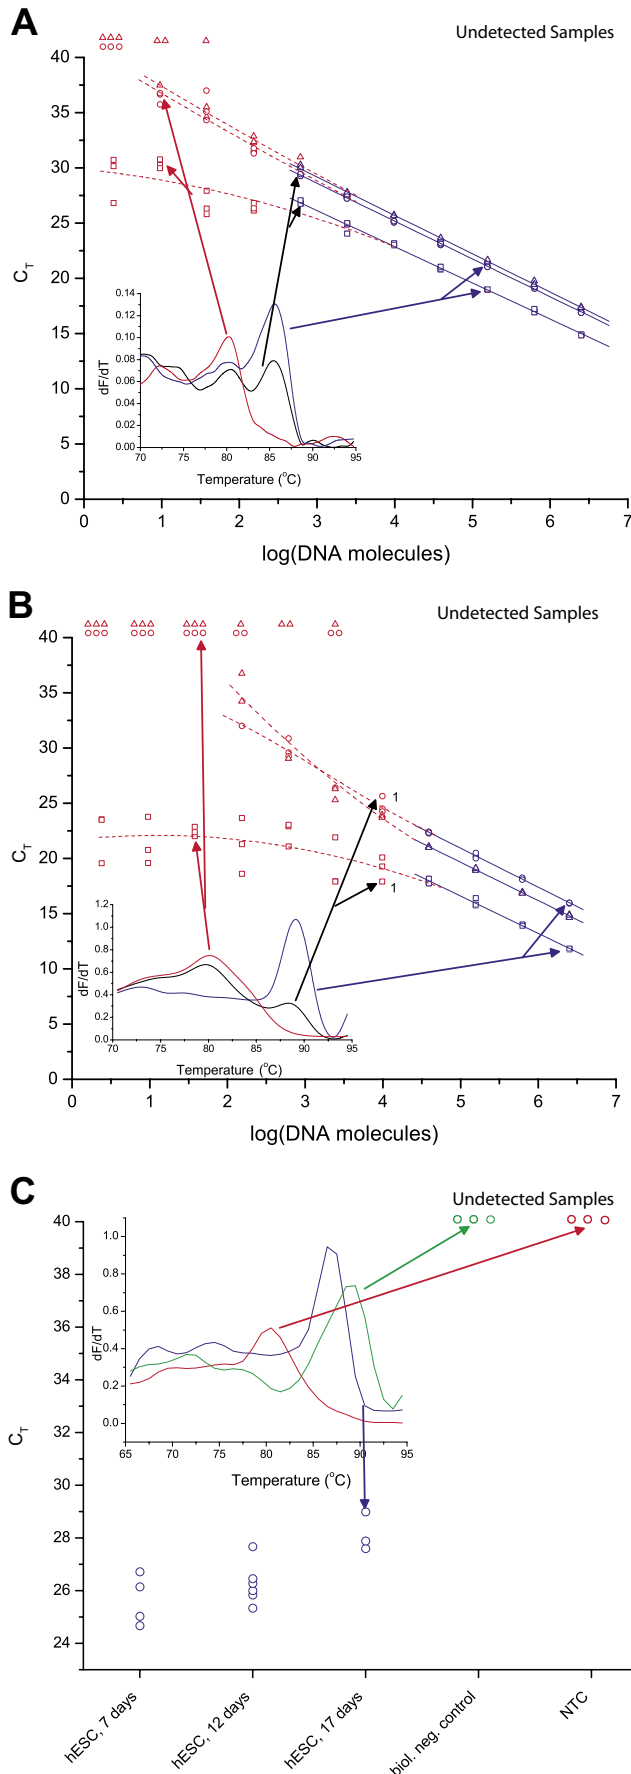 A
Undetected Samples
40
35
30
25
20
15
10
5
0
C_T
0 1 2 3 4 5 6 7
log(DNA molecules)
0.14
0.12
0.10
0.08
0.06
0.04
0.02
0.00
dF/dT
70 75 80 85 90 95
Temperature (°C)
B
Undetected Samples
40
35
30
25
20
15
10
5
0
C_T
1
1
0 1 2 3 4 5 6 7
log(DNA molecules)
1.2
1.0
0.8
0.6
0.4
0.2
0.0
dF/dT
70 75 80 85 90 95
Temperature (°C)
C
Undetected Samples
40
38
36
34
32
30
28
26
24
C_T
1.0
0.8
0.6
0.4
0.2
0.0
dF/dT
65 70 75 80 85 90 95
Temperature (°C)
hESC, 7 days
hESC, 12 days
hESC, 17 days
biol. neg. control
NTC